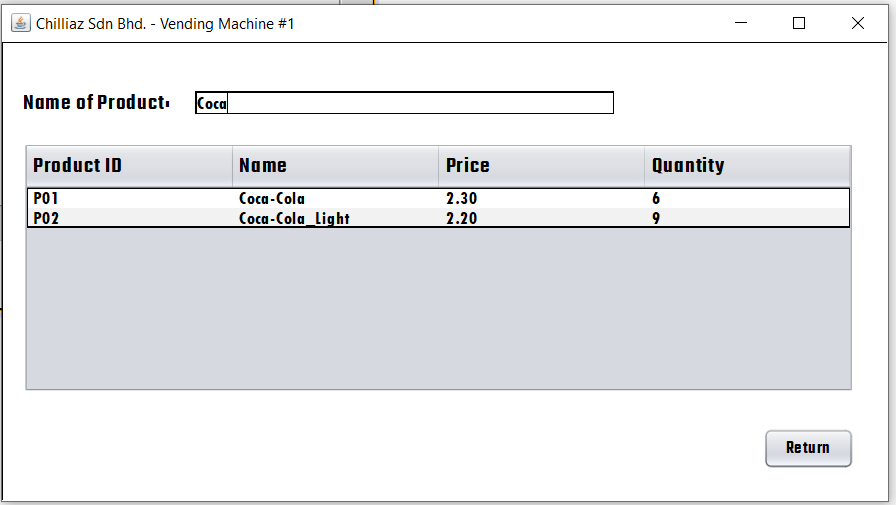 Chilliaz Sdn Bhd. - Vending Machine #1
Name of Product:
Coca
Product ID Name Price Quantity
P01 Coca-Cola 2.30 6
P02 Coca-Cola_Light 2.20 9
Return